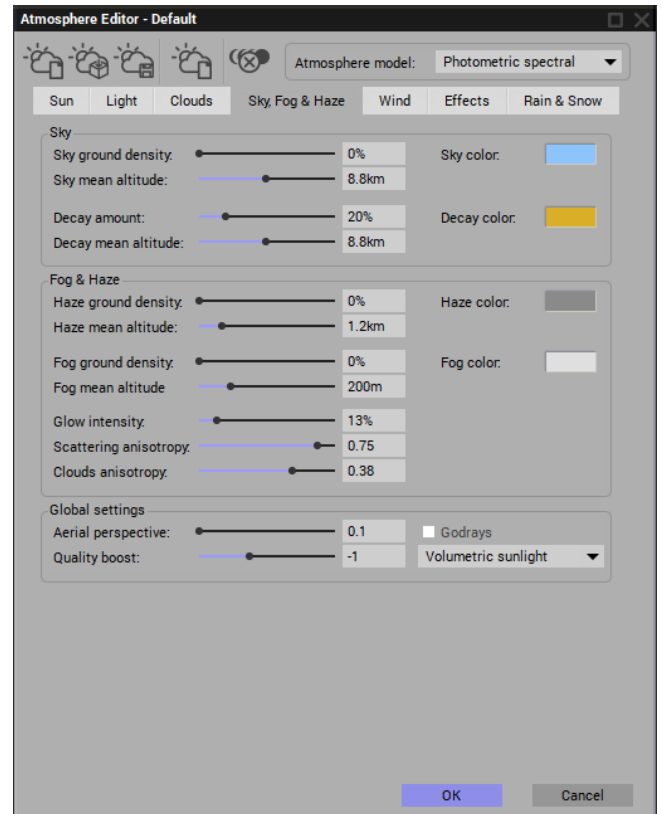 Atmosphere Editor - Default
Atmosphere model: Photometric spectral
Sun Light Clouds Sky, Fog & Haze Wind Effects Rain & Snow
Sky
Sky ground density: 0% Sky color:
Sky mean altitude: 8.8km
Decay amount: 20% Decay color:
Decay mean altitude: 8.8km
Fog & Haze
Haze ground density: 0% Haze color:
Haze mean altitude: 1.2km
Fog ground density: 0% Fog color:
Fog mean altitude 200m
Glow intensity: 13%
Scattering anisotropy: 0.75
Clouds anisotropy: 0.38
Global settings
Aerial perspective: 0.1 Godrays
Quality boost: -1 Volumetric sunlight
OK Cancel